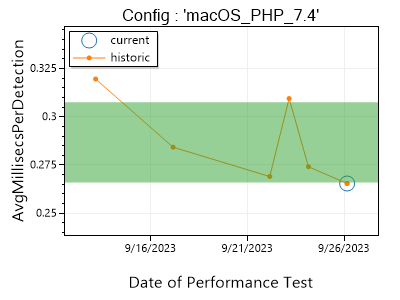 Config : 'macOS_PHP_7.4'
current
historic
AvgMillisecsPerDetection
0.325
0.3
0.275
0.25
9/16/2023 9/21/2023 9/26/2023
Date of Performance Test